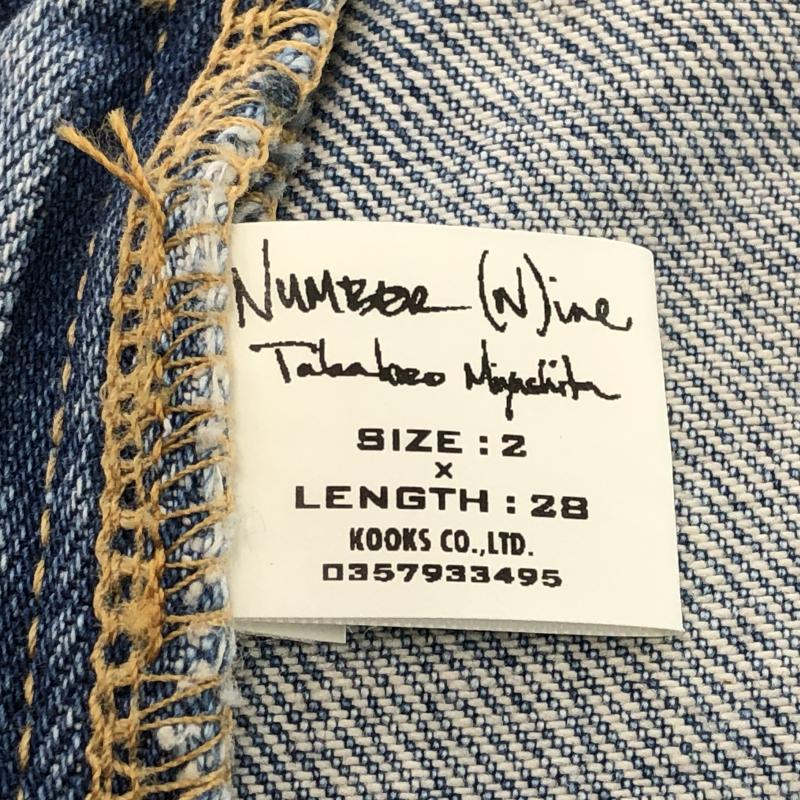 NUMBER (N)ine
Takahiro Miyashita
SIZE : 2
X
LENGTH : 28
KOOKS CO.,LTD.
0357933495